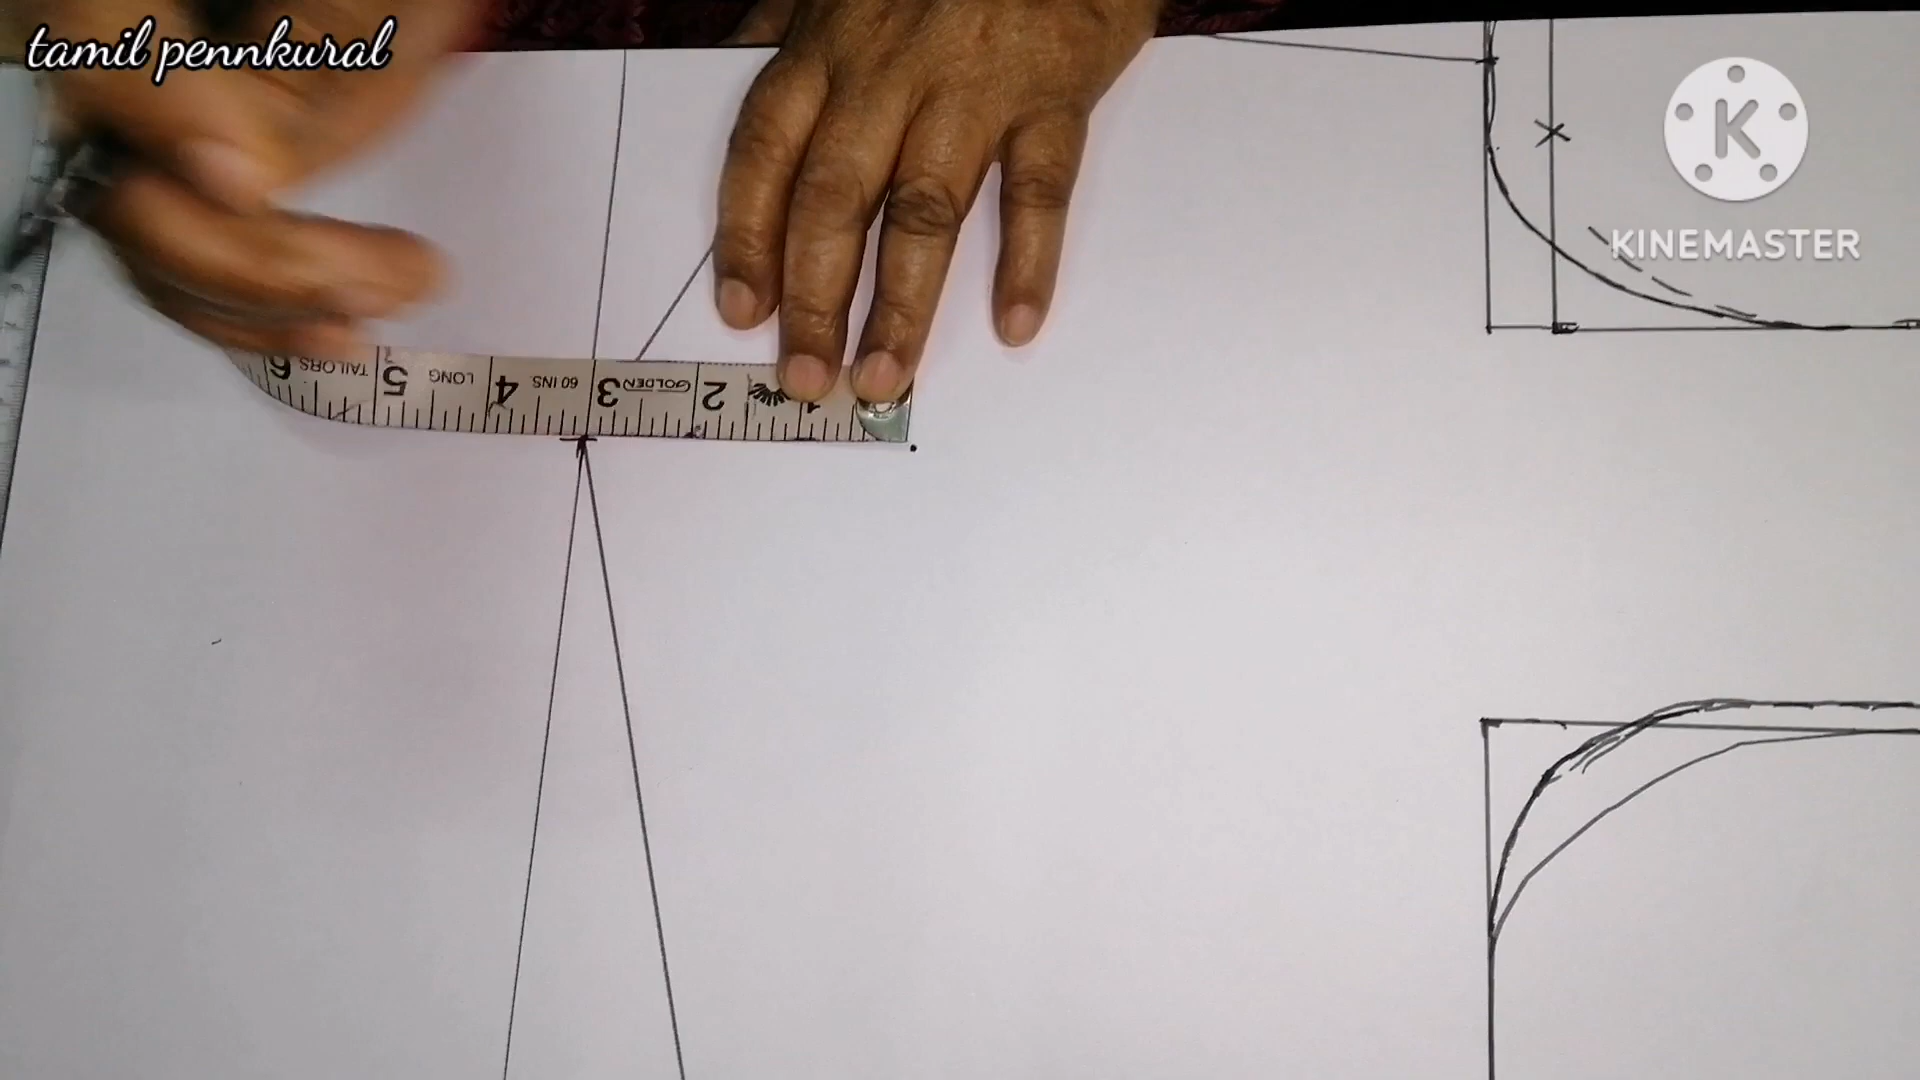 tamil pennkural
K
KINEMASTER
6 TAILORS 5 LONG 4 60 INS 3 GOLDEN 2 1